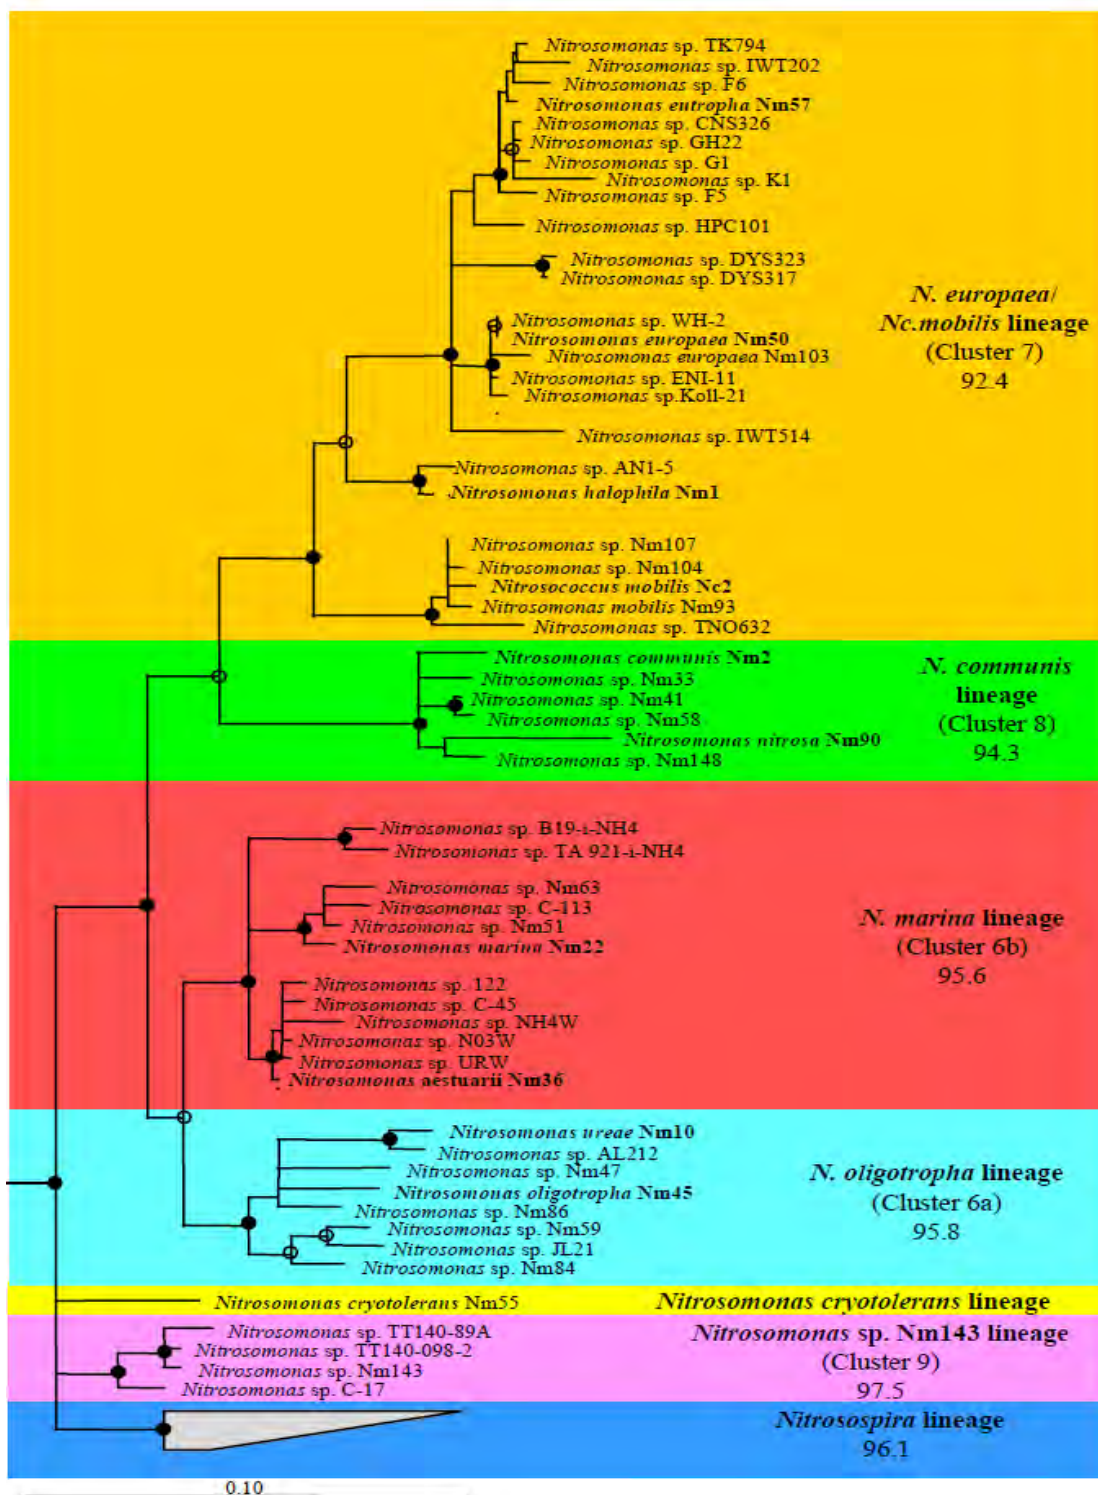 Nitrosomonas sp. TK794
Nitrosomonas sp. IWT202
Nitrosomonas sp. F6
Nitrosomonas eutropha Nm57
Nitrosomonas sp. CNS326
Nitrosomonas sp. GH22
Nitrosomonas sp. G1
Nitrosomonas sp. K1
Nitrosomonas sp. F5
Nitrosomonas sp. HPC101
Nitrosomonas sp. DYS323
Nitrosomonas sp. DYS317
Nitrosomonas sp. WH-2
Nitrosomonas europaea Nm50
Nitrosomonas europaea Nm103
Nitrosomonas sp. ENI-11
Nitrosomonas sp.Koll-21
Nitrosomonas sp. IWT514
Nitrosomonas sp. AN1-5
Nitrosomonas halophila Nm1
Nitrosomonas sp. Nm107
Nitrosomonas sp. Nm104
Nitrosococcus mobilis Nc2
Nitrosomonas mobilis Nm93
Nitrosomonas sp. TNO632
N. europaea/
Nc.mobilis lineage
(Cluster 7)
92.4
Nitrosomonas communis Nm2
Nitrosomonas sp. Nm33
Nitrosomonas sp. Nm41
Nitrosomonas sp. Nm58
Nitrosomonas nitrosa Nm90
Nitrosomonas sp. Nm148
N. communis
lineage
(Cluster 8)
94.3
Nitrosomonas sp. B19-i-NH4
Nitrosomonas sp. TA 921-i-NH4
Nitrosomonas sp. Nm63
Nitrosomonas sp. C-113
Nitrosomonas sp. Nm51
Nitrosomonas marina Nm22
Nitrosomonas sp. 122
Nitrosomonas sp. C-45
Nitrosomonas sp. NH4W
Nitrosomonas sp. N03W
Nitrosomonas sp. URW
Nitrosomonas aestuarii Nm36
N. marina lineage
(Cluster 6b)
95.6
Nitrosomonas ureae Nm10
Nitrosomonas sp. AL212
Nitrosomonas sp. Nm47
Nitrosomonas oligotropha Nm45
Nitrosomonas sp. Nm86
Nitrosomonas sp. Nm59
Nitrosomonas sp. JL21
Nitrosomonas sp. Nm84
N. oligotropha lineage
(Cluster 6a)
95.8
Nitrosomonas cryotolerans Nm55
Nitrosomonas cryotolerans lineage
Nitrosomonas sp. TT140-89A
Nitrosomonas sp. TT140-098-2
Nitrosomonas sp. Nm143
Nitrosomonas sp. C-17
Nitrosomonas sp. Nm143 lineage
(Cluster 9)
97.5
Nitrosospira lineage
96.1
0.10